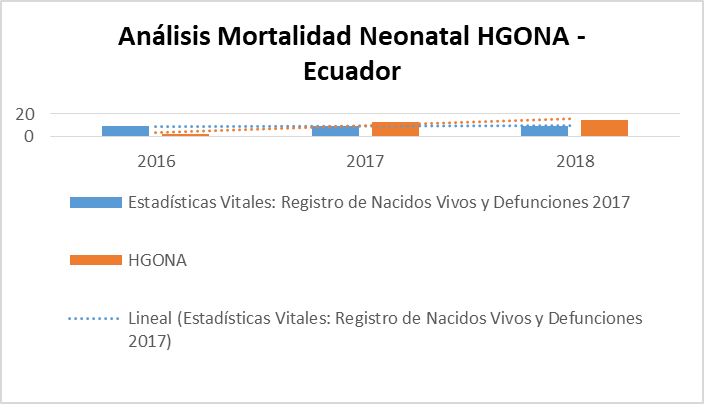 Análisis Mortalidad Neonatal HGONA -
Ecuador
20
0
2016
2017
2018
Estadísticas Vitales: Registro de Nacidos Vivos y Defunciones 2017
HGONA
Lineal (Estadísticas Vitales: Registro de Nacidos Vivos y Defunciones
2017)